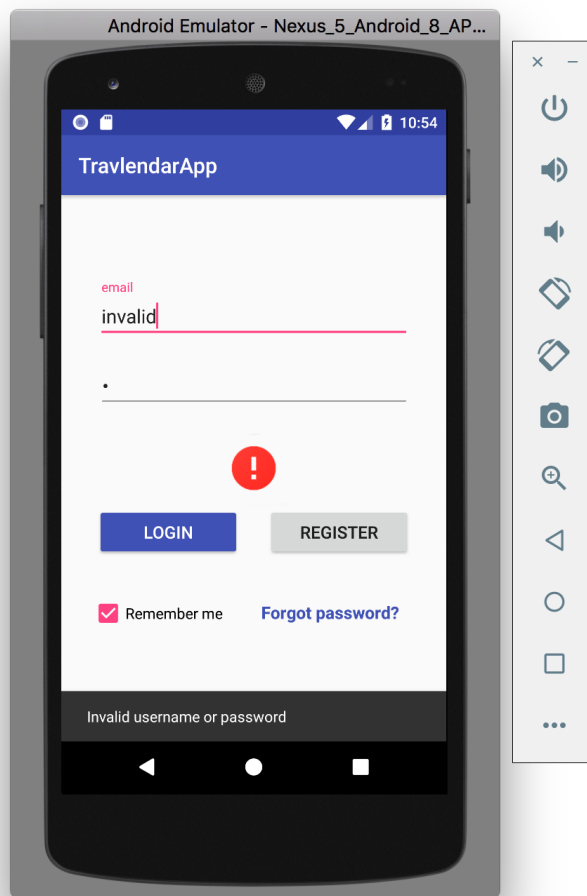 Android Emulator - Nexus_5_Android_8_AP...
10:54
TravlendarApp
email
invalid
LOGIN
REGISTER
Remember me
Forgot password?
Invalid username or password